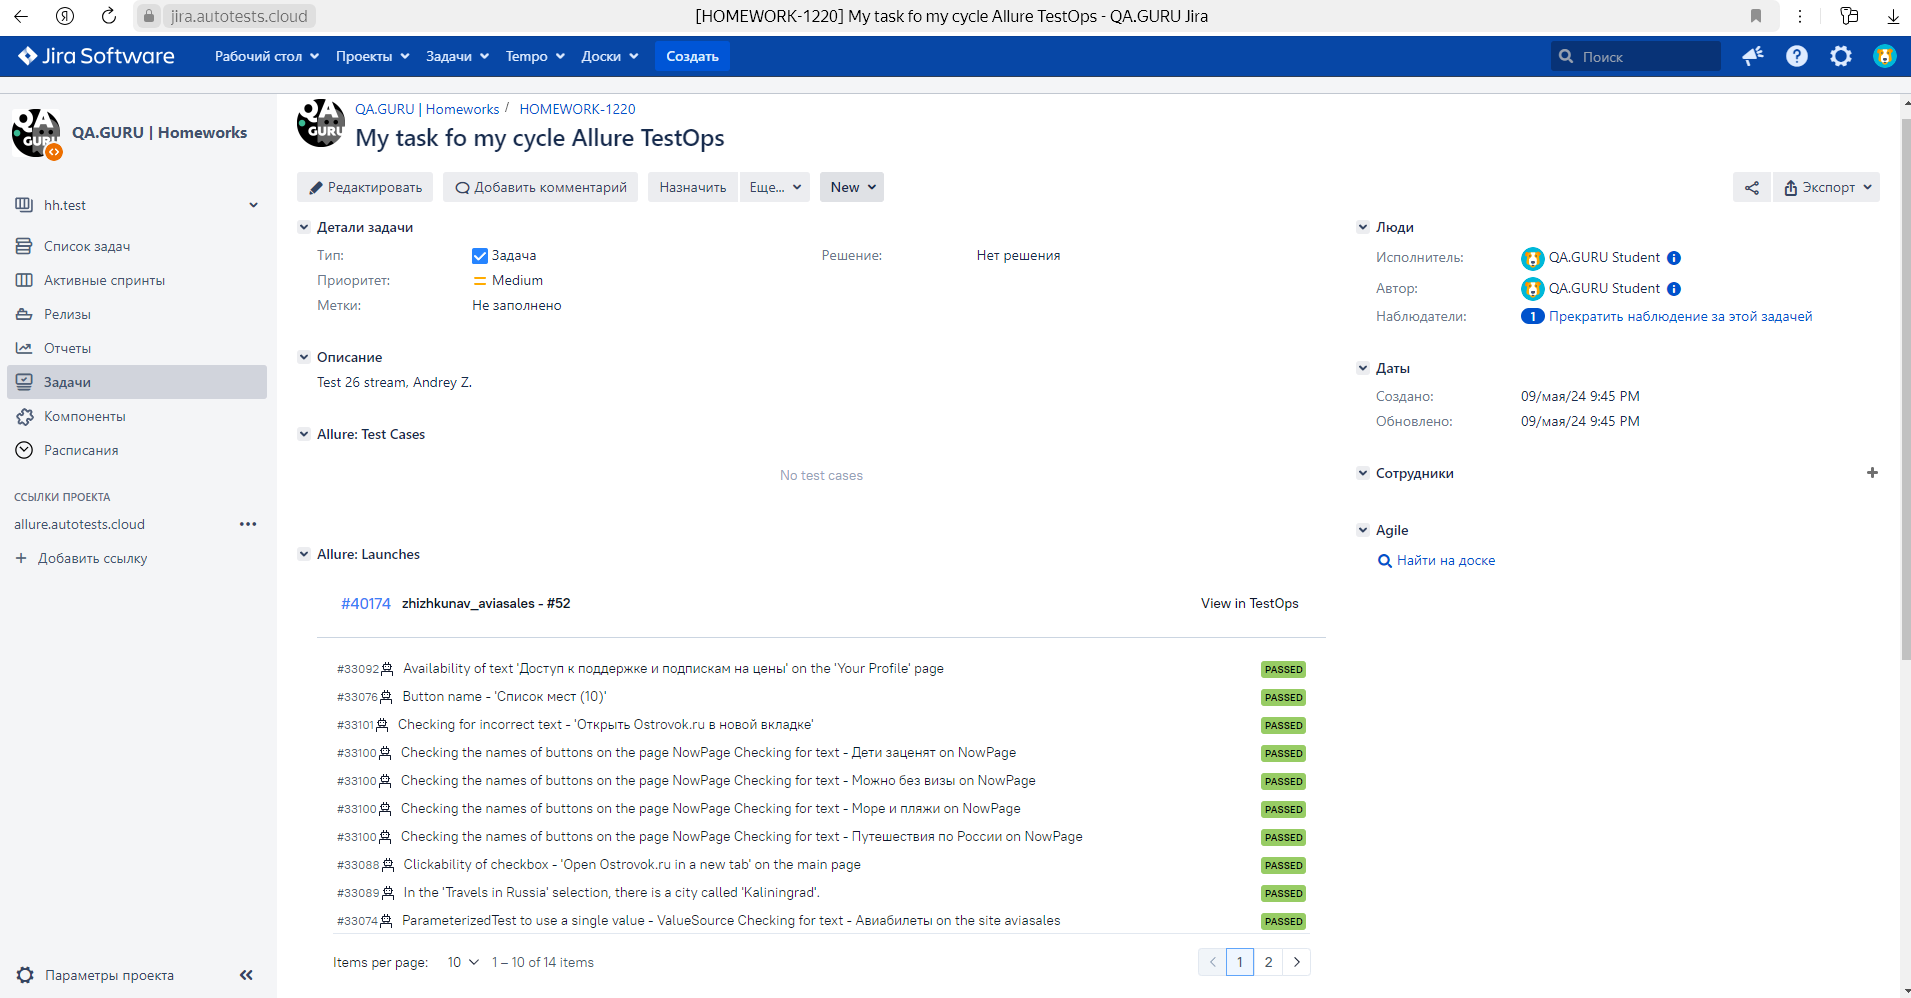 jira.autotests.cloud
[HOMEWORK-1220] My task fo my cycle Allure TestOps - QA.GURU Jira
Jira Software
Рабочий стол
Проекты
Задачи
Tempo
Доски
Создать
Поиск
QA.GURU | Homeworks
hh.test
Список задач
Активные спринты
Релизы
Отчеты
Задачи
Компоненты
Расписания
ССЫЛКИ ПРОЕКТА
allure.autotests.cloud
Добавить ссылку
Параметры проекта
QA GURU
QA.GURU | Homeworks / HOMEWORK-1220
My task fo my cycle Allure TestOps
Редактировать
Добавить комментарий
Назначить
Еще...
New
Экспорт
Детали задачи
Тип: Задача
Решение: Нет решения
Приоритет: Medium
Метки: Не заполнено
Описание
Test 26 stream, Andrey Z.
Allure: Test Cases
No test cases
Allure: Launches
#40174 zhizhkunav_aviasales - #52 View in TestOps
#33092 Availability of text 'Доступ к поддержке и подпискам на цены' on the 'Your Profile' page PASSED
#33076 Button name - 'Список мест (10)' PASSED
#33101 Checking for incorrect text - 'Открыть Ostrovok.ru в новой вкладке' PASSED
#33100 Checking the names of buttons on the page NowPage Checking for text - Дети заценят on NowPage PASSED
#33100 Checking the names of buttons on the page NowPage Checking for text - Можно без визы on NowPage PASSED
#33100 Checking the names of buttons on the page NowPage Checking for text - Море и пляжи on NowPage PASSED
#33100 Checking the names of buttons on the page NowPage Checking for text - Путешествия по России on NowPage PASSED
#33088 Clickability of checkbox - 'Open Ostrovok.ru in a new tab' on the main page PASSED
#33089 In the 'Travels in Russia' selection, there is a city called 'Kaliningrad'. PASSED
#33074 ParameterizedTest to use a single value - ValueSource Checking for text - Авиабилеты on the site aviasales PASSED
Items per page: 10 1 – 10 of 14 items
1 2
Люди
Исполнитель: QA.GURU Student
Автор: QA.GURU Student
Наблюдатели: 1 Прекратить наблюдение за этой задачей
Даты
Создано: 09/мая/24 9:45 PM
Обновлено: 09/мая/24 9:45 PM
Сотрудники
Agile
Найти на доске